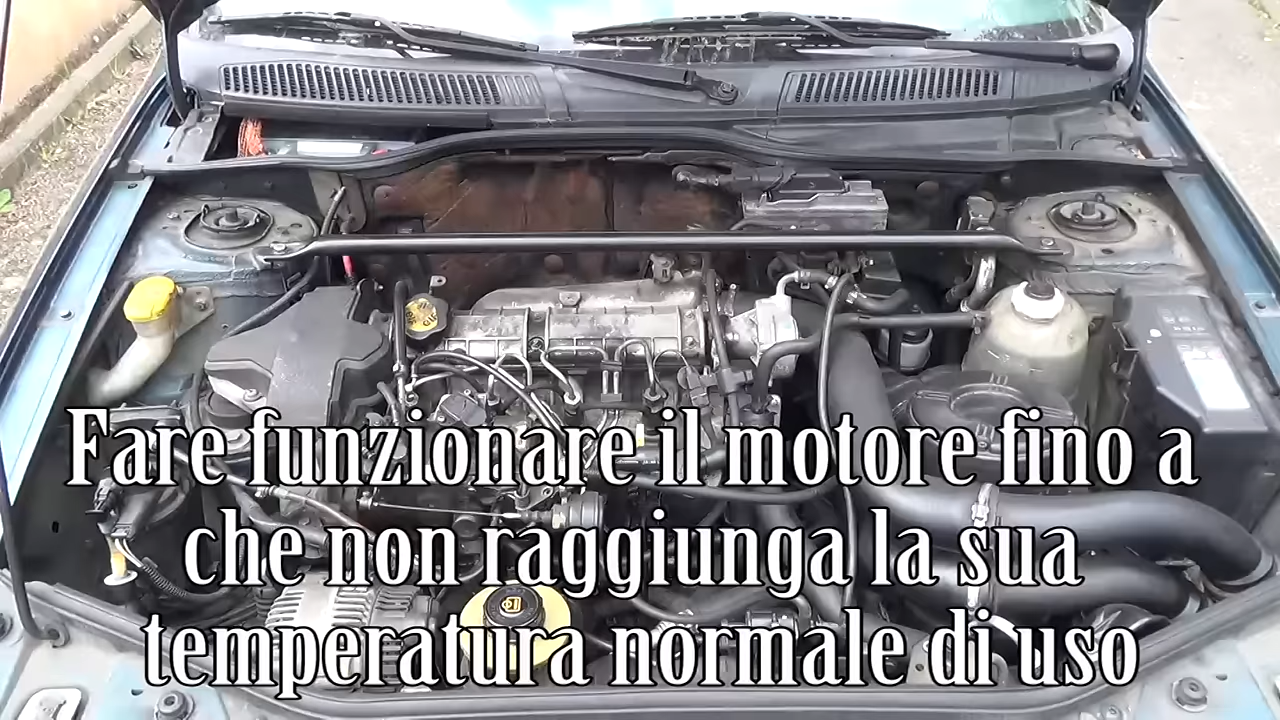 Fare funzionare il motore fino a
che non raggiunga la sua
temperatura normale di uso